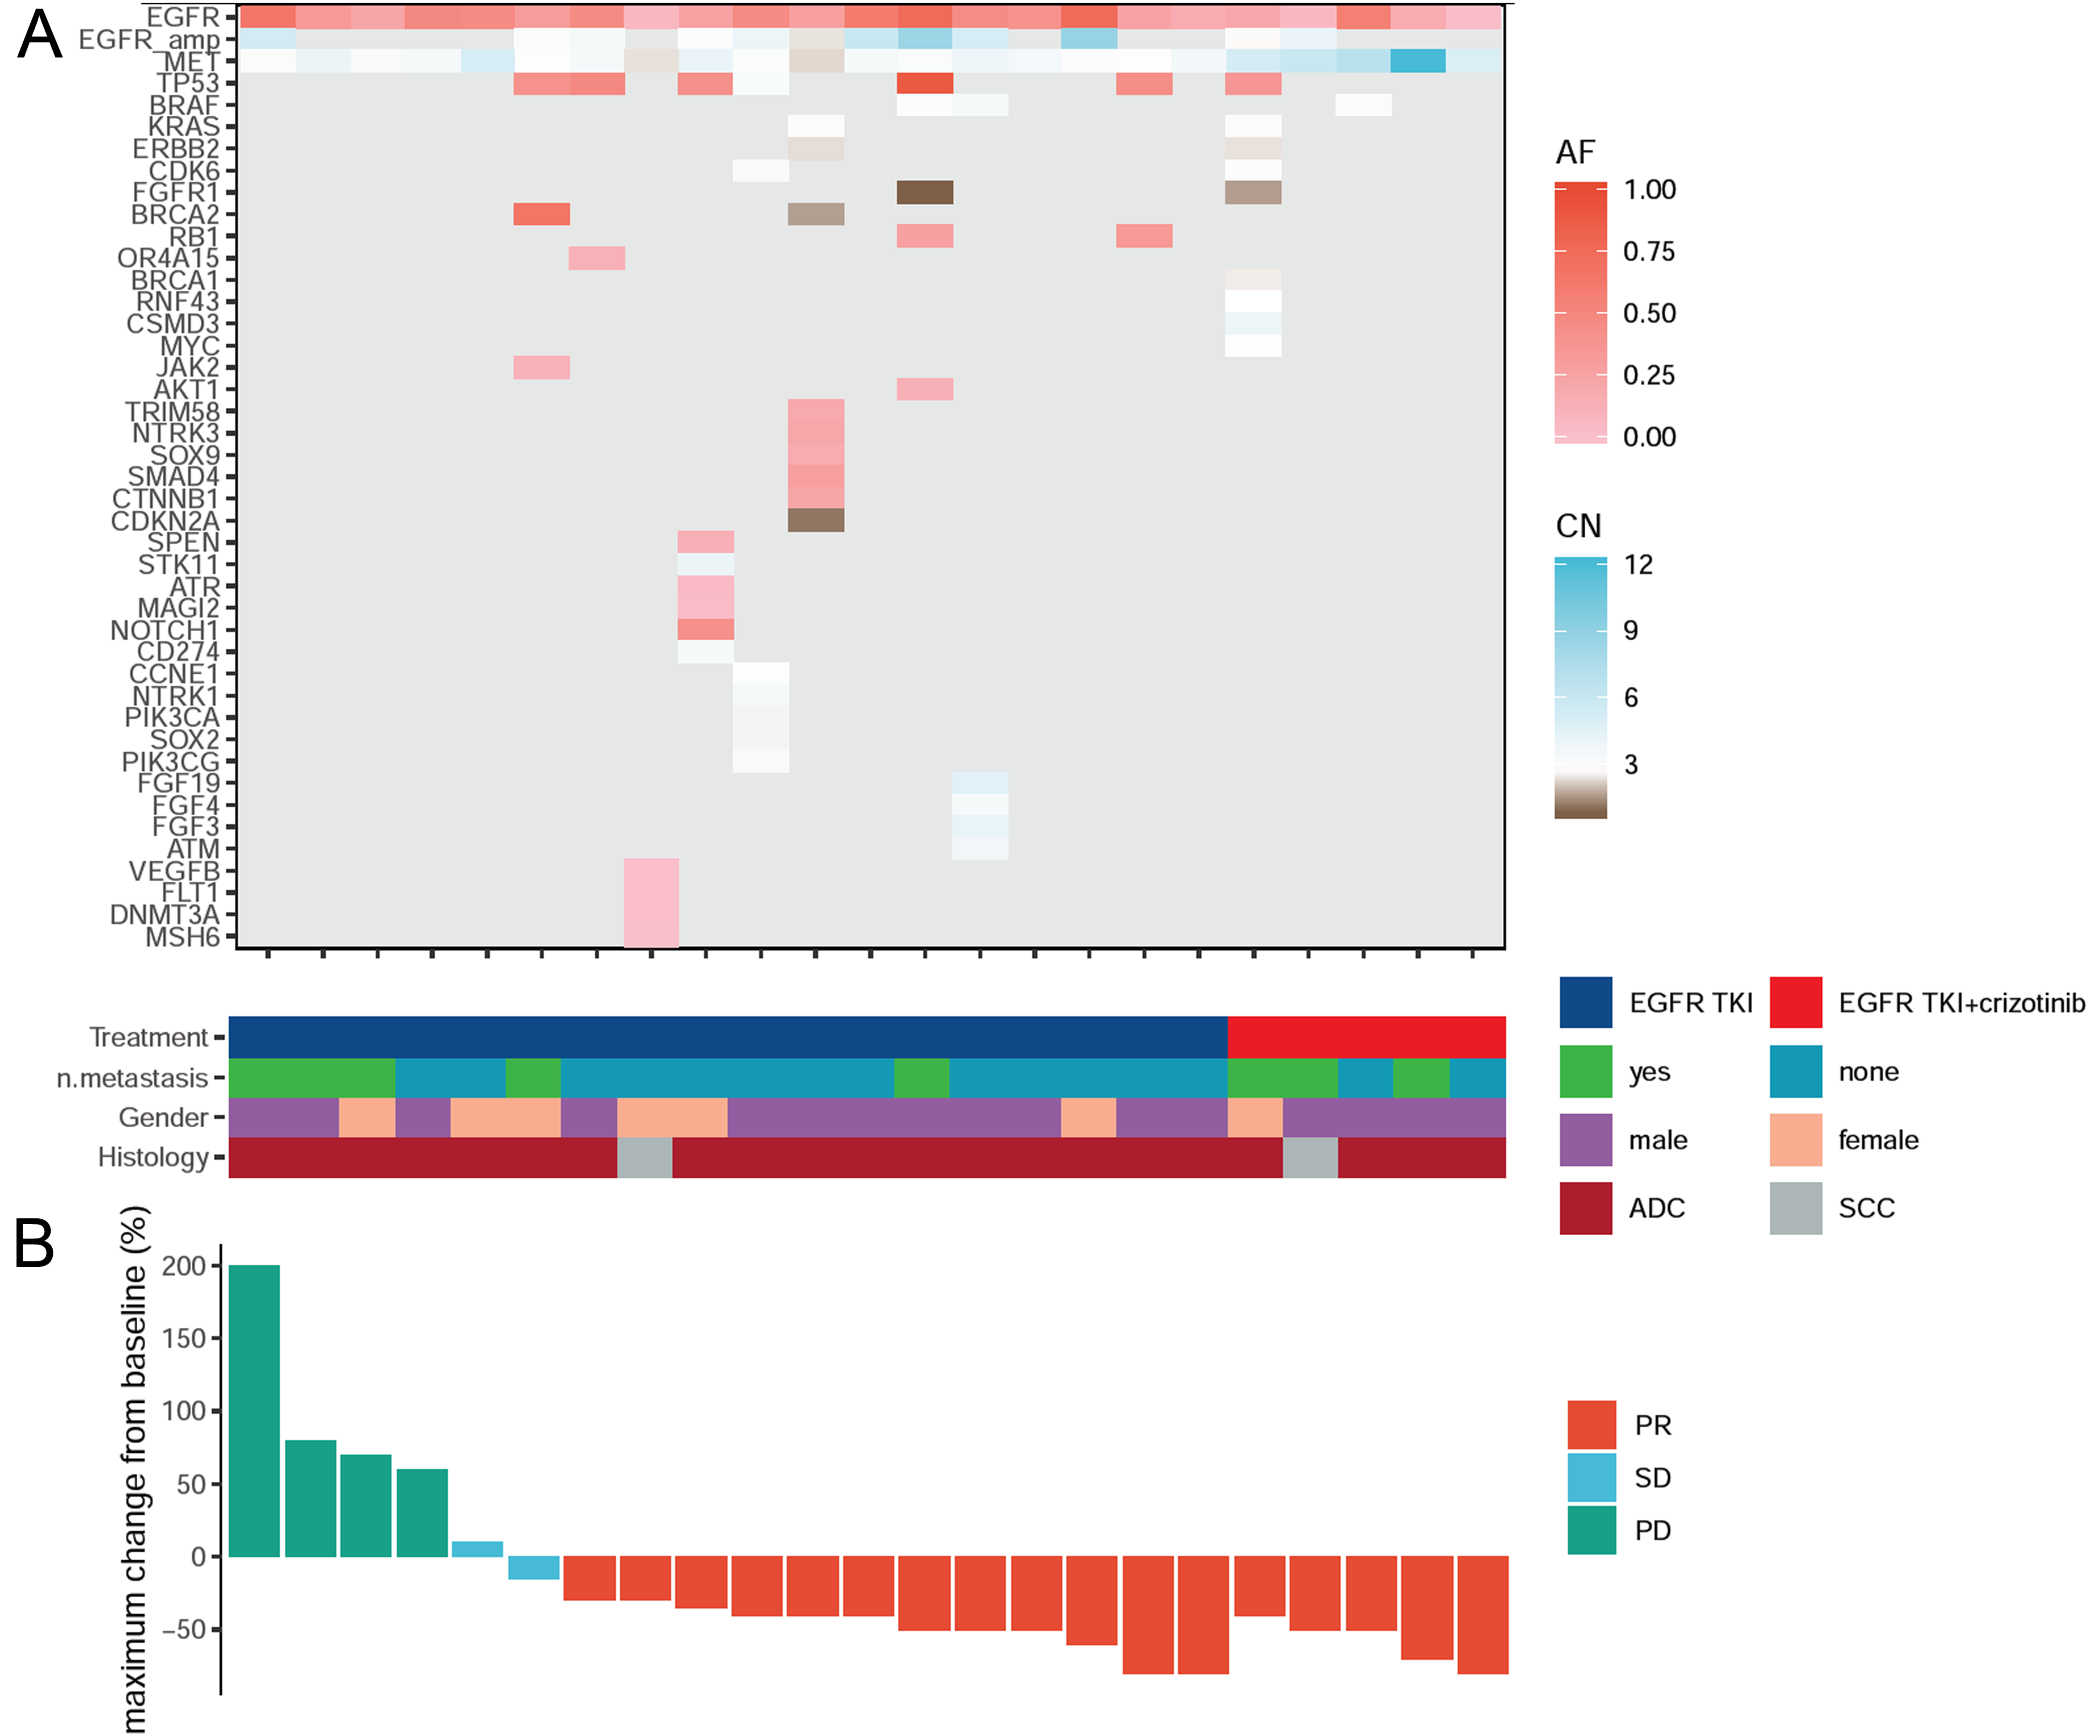 A
EGFR
EGFR_amp
MET
TP53
BRAF
KRAS
ERBB2
CDK6
FGFR1
BRCA2
RB1
OR4A15
BRCA1
RNF43
CSMD3
MYC
JAK2
AKT1
TRIM58
NTRK3
SOX9
SMAD4
CTNNB1
CDKN2A
SPEN
STK11
ATR
MAGI2
NOTCH1
CD274
CCNE1
NTRK1
PIK3CA
SOX2
PIK3CG
FGF19
FGF4
FGF3
ATM
VEGFB
FLT1
DNMT3A
MSH6
AF
1.00
0.75
0.50
0.25
0.00
CN
12
9
6
3
Treatment
n.metastasis
Gender
Histology
EGFR TKI
EGFR TKI+crizotinib
yes
none
male
female
ADC
SCC
B
maximum change from baseline (%)
200
150
100
50
0
−50
PR
SD
PD